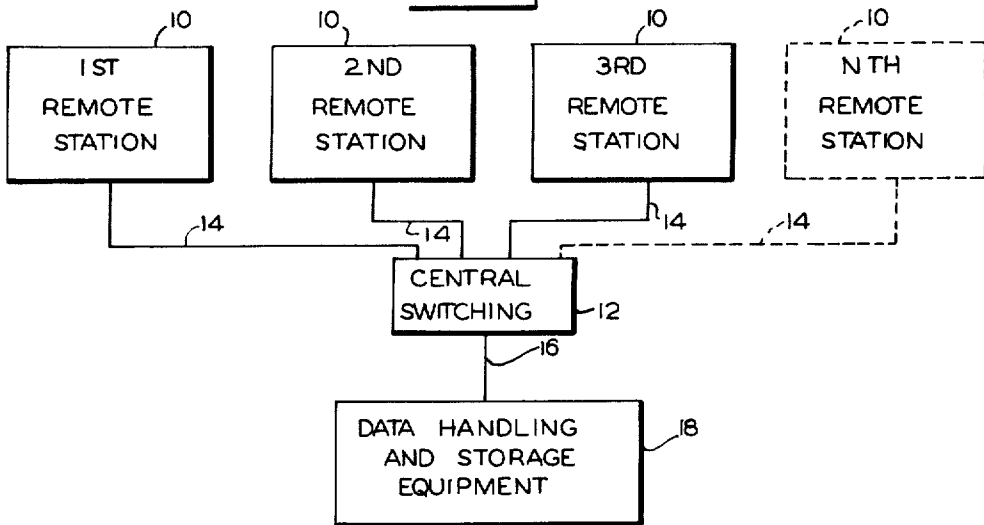 10
10
10
10
1ST
REMOTE
STATION
2ND
REMOTE
STATION
3RD
REMOTE
STATION
NTH
REMOTE
STATION
14
14
14
14
CENTRAL
SWITCHING
12
16
DATA HANDLING
AND STORAGE
EQUIPMENT
18